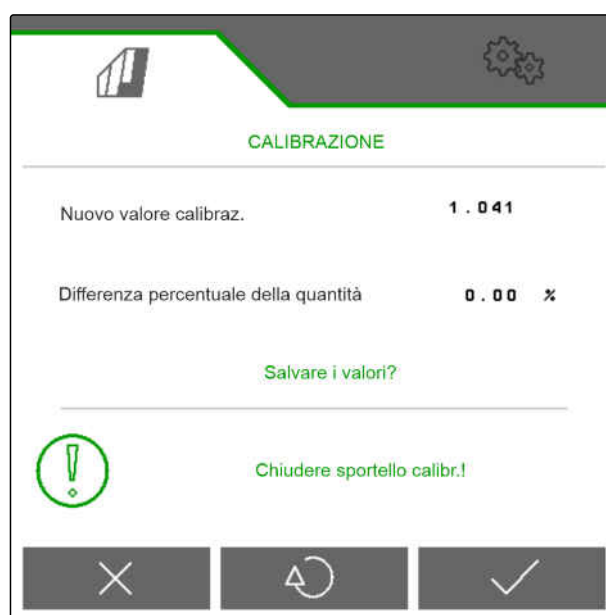 CALIBRAZIONE
Nuovo valore calibraz. 1.041
Differenza percentuale della quantità 0.00 %
Salvare i valori?
Chiudere sportello calibr.!